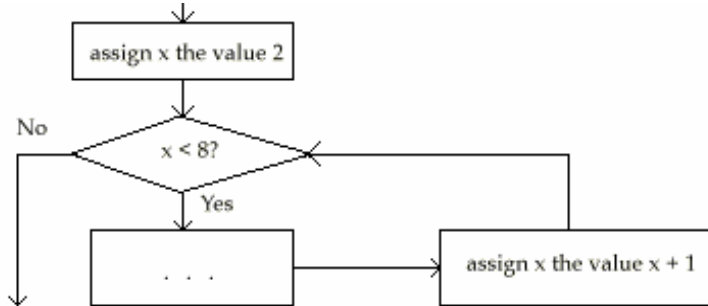 assign x the value 2
No
x < 8?
Yes
. . .
assign x the value x + 1